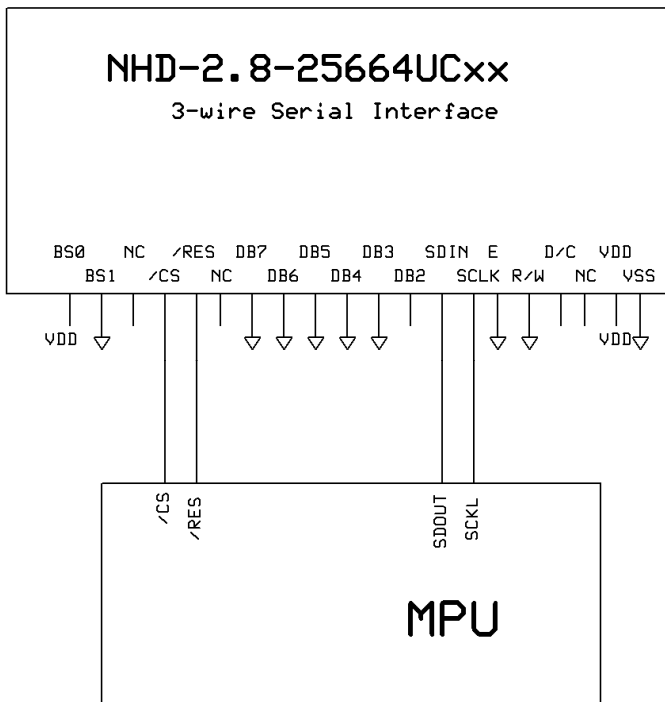 NHD-2.8-25664UCxx
3-wire Serial Interface
BS0 NC /RES DB7 DB5 DB3 SDIN E D/C VDD
BS1 /CS NC DB6 DB4 DB2 SCLK R/W NC VSS
VDD VDD
/CS
/RES
SDOUT
SCKL
MPU